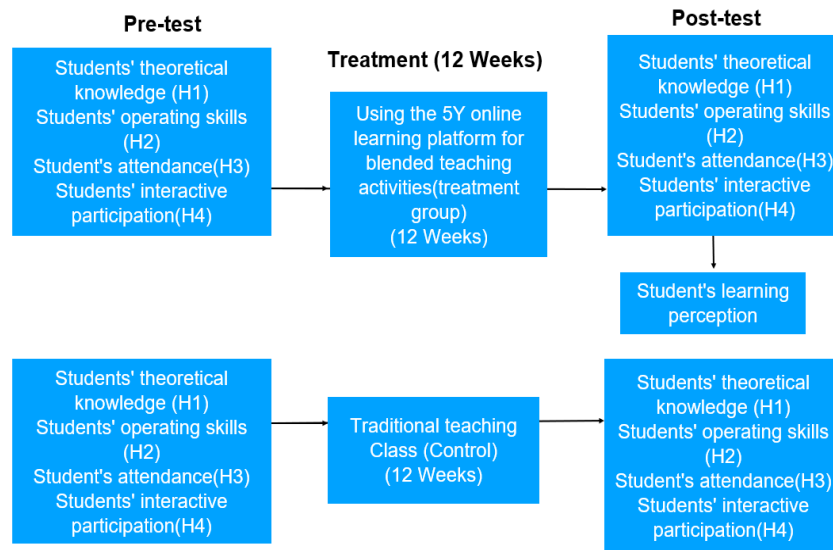 Pre-test
Post-test
Treatment (12 Weeks)
Students' theoretical
knowledge (H1)
Students' operating skills
(H2)
Student's attendance(H3)
Students' interactive
participation(H4)
Using the 5Y online
learning platform for
blended teaching
activities(treatment
group)
(12 Weeks)
Students' theoretical
knowledge (H1)
Students' operating skills
(H2)
Student's attendance(H3)
Students' interactive
participation(H4)
Student's learning
perception
Students' theoretical
knowledge (H1)
Students' operating skills
(H2)
Student's attendance(H3)
Students' interactive
participation(H4)
Traditional teaching
Class (Control)
(12 Weeks)
Students' theoretical
knowledge (H1)
Students' operating skills
(H2)
Student's attendance(H3)
Students' interactive
participation(H4)